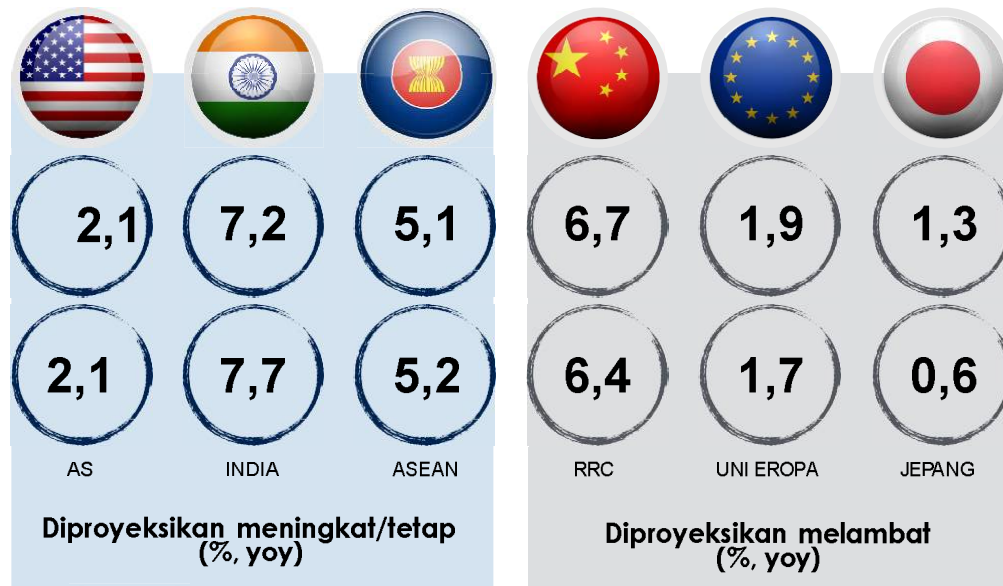 2,1 7,2 5,1 6,7 1,9 1,3
2,1 7,7 5,2 6,4 1,7 0,6
AS INDIA ASEAN RRC UNI EROPA JEPANG
Diproyeksikan meningkat/tetap
(%, yoy)
Diproyeksikan melambat
(%, yoy)